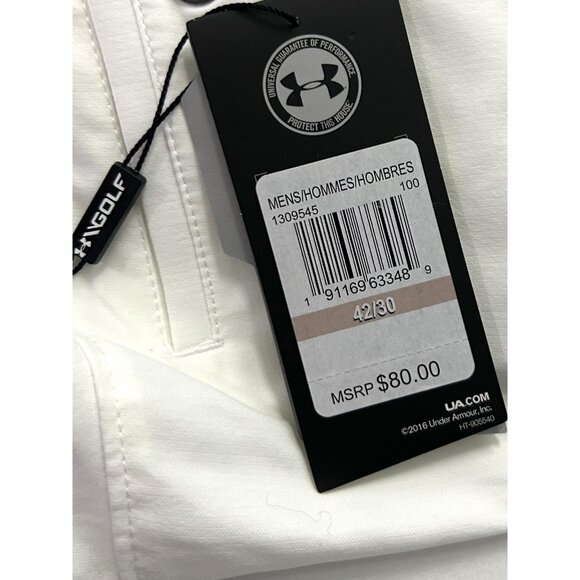 UNIVERSAL GUARANTEE OF PERFORMANCE
PROTECT THIS HOUSE
MENS/HOMMES/HOMBRES
1309545 100
1 91169 63348 9
42/30
MSRP $80.00
UA.COM
©2016 Under Armour, Inc.
HT-905540
GOLF